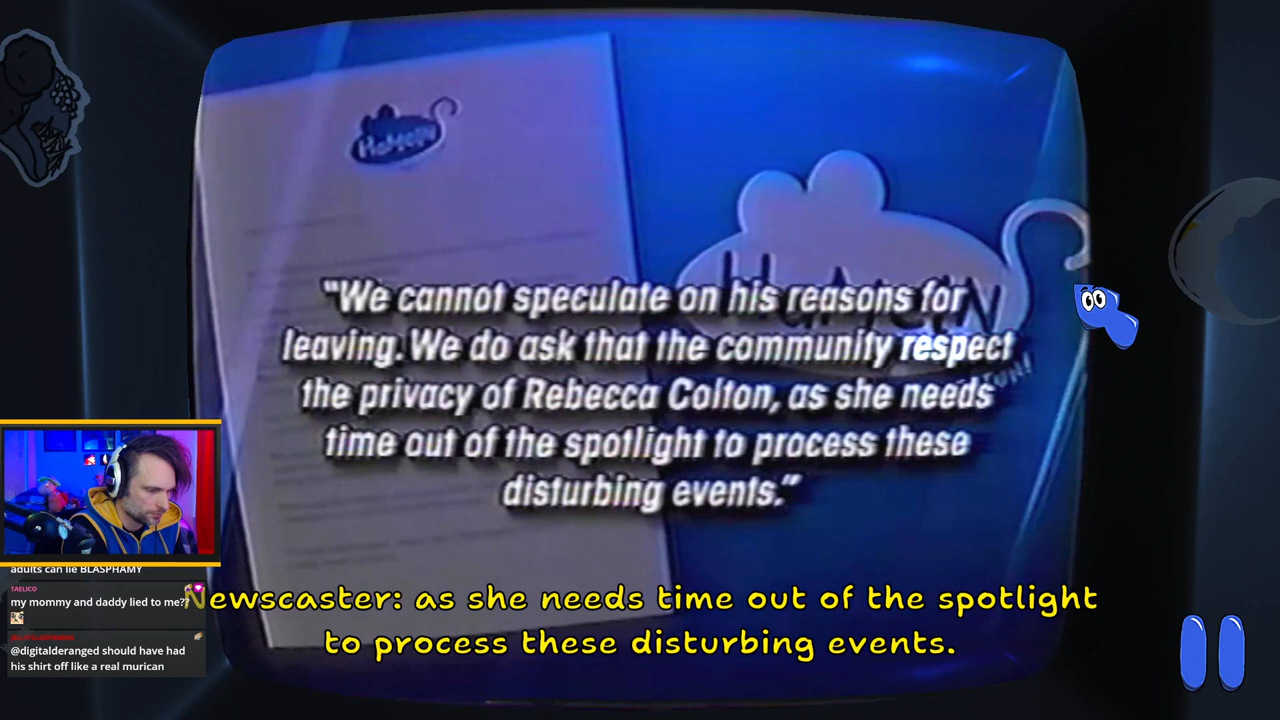 HaMeln
HaMelN
"We cannot speculate on his reasons for
leaving. We do ask that the community respect
the privacy of Rebecca Colton, as she needs
time out of the spotlight to process these
disturbing events."
Newscaster: as she needs time out of the spotlight
to process these disturbing events.
adults can lie BLASPHAMY
TAELICO
my mommy and daddy lied to me??
@digitalderanged should have had
his shirt off like a real murican